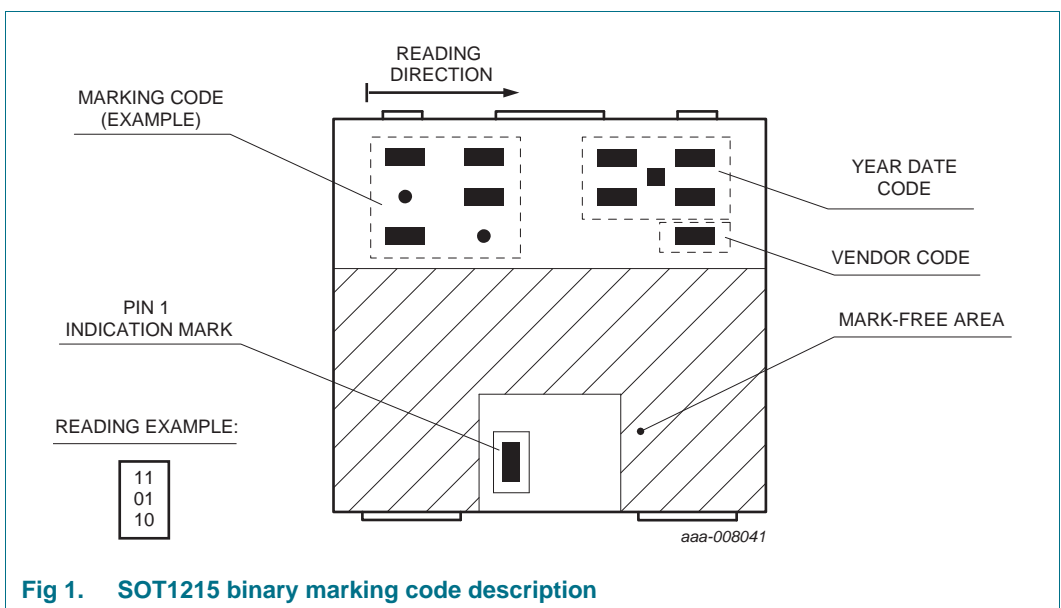 READING
DIRECTION
MARKING CODE
(EXAMPLE)
YEAR DATE
CODE
VENDOR CODE
PIN 1
INDICATION MARK
MARK-FREE AREA
READING EXAMPLE:
11
01
10
aaa-008041
Fig 1. SOT1215 binary marking code description